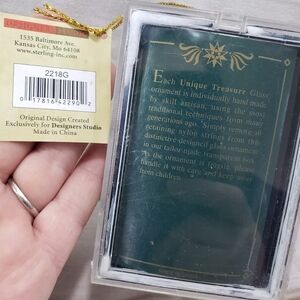 1535 Baltimore Ave.
Kansas City, Mo 64108
www.sterling-inc.com
2218G
0 17816 42290 7
Original Design Created
Exclusively for Designers Studio
Made in China
Each Unique Treasure Glass
ornament is individually hand made
by skill artisan, using the most
traditional techniques from many
generations ago. Simply remove all
retaining nylon strings from this
distinctive-designed glass ornament
in our tailor-made transparent box.
As the ornament is fragile, please
handle it with care and keep away
from children.